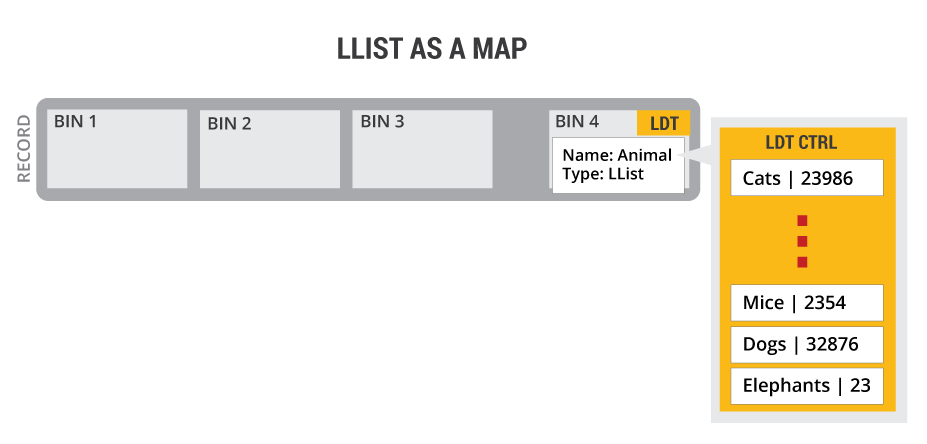 LLIST AS A MAP
RECORD
BIN 1
BIN 2
BIN 3
BIN 4
LDT
Name: Animal
Type: LList
LDT CTRL
Cats | 23986
Mice | 2354
Dogs | 32876
Elephants | 23